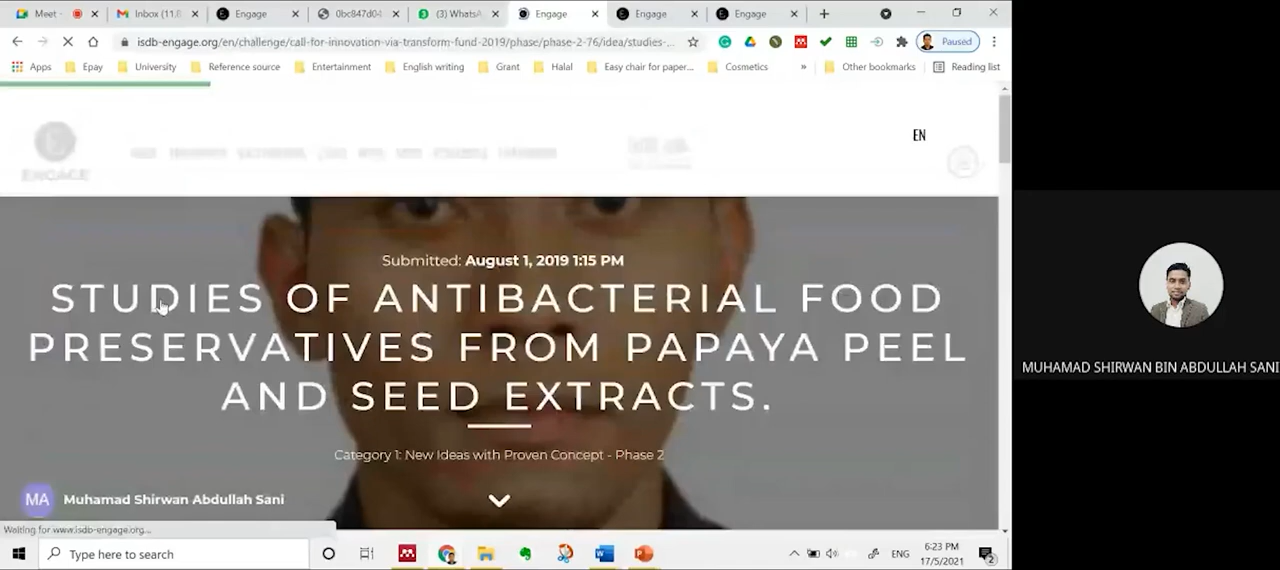 Meet -
Inbox (11,8
Engage
0bc847d04
(3) WhatsA
Engage
Engage
Engage
isdb-engage.org/en/challenge/call-for-innovation-via-transform-fund-2019/phase/phase-2-76/idea/studies-...
Paused
Apps
Epay
University
Reference source
Entertainment
English writing
Grant
Halal
Easy chair for paper...
Cosmetics
»
Other bookmarks
Reading list
EN
ENGAGE
Submitted: August 1, 2019 1:15 PM
STUDIES OF ANTIBACTERIAL FOOD
PRESERVATIVES FROM PAPAYA PEEL
AND SEED EXTRACTS.
Category 1: New Ideas with Proven Concept - Phase 2
MA
Muhamad Shirwan Abdullah Sani
Waiting for www.isdb-engage.org...
MUHAMAD SHIRWAN BIN ABDULLAH SANI
Type here to search
ENG
6:23 PM
17/5/2021
2